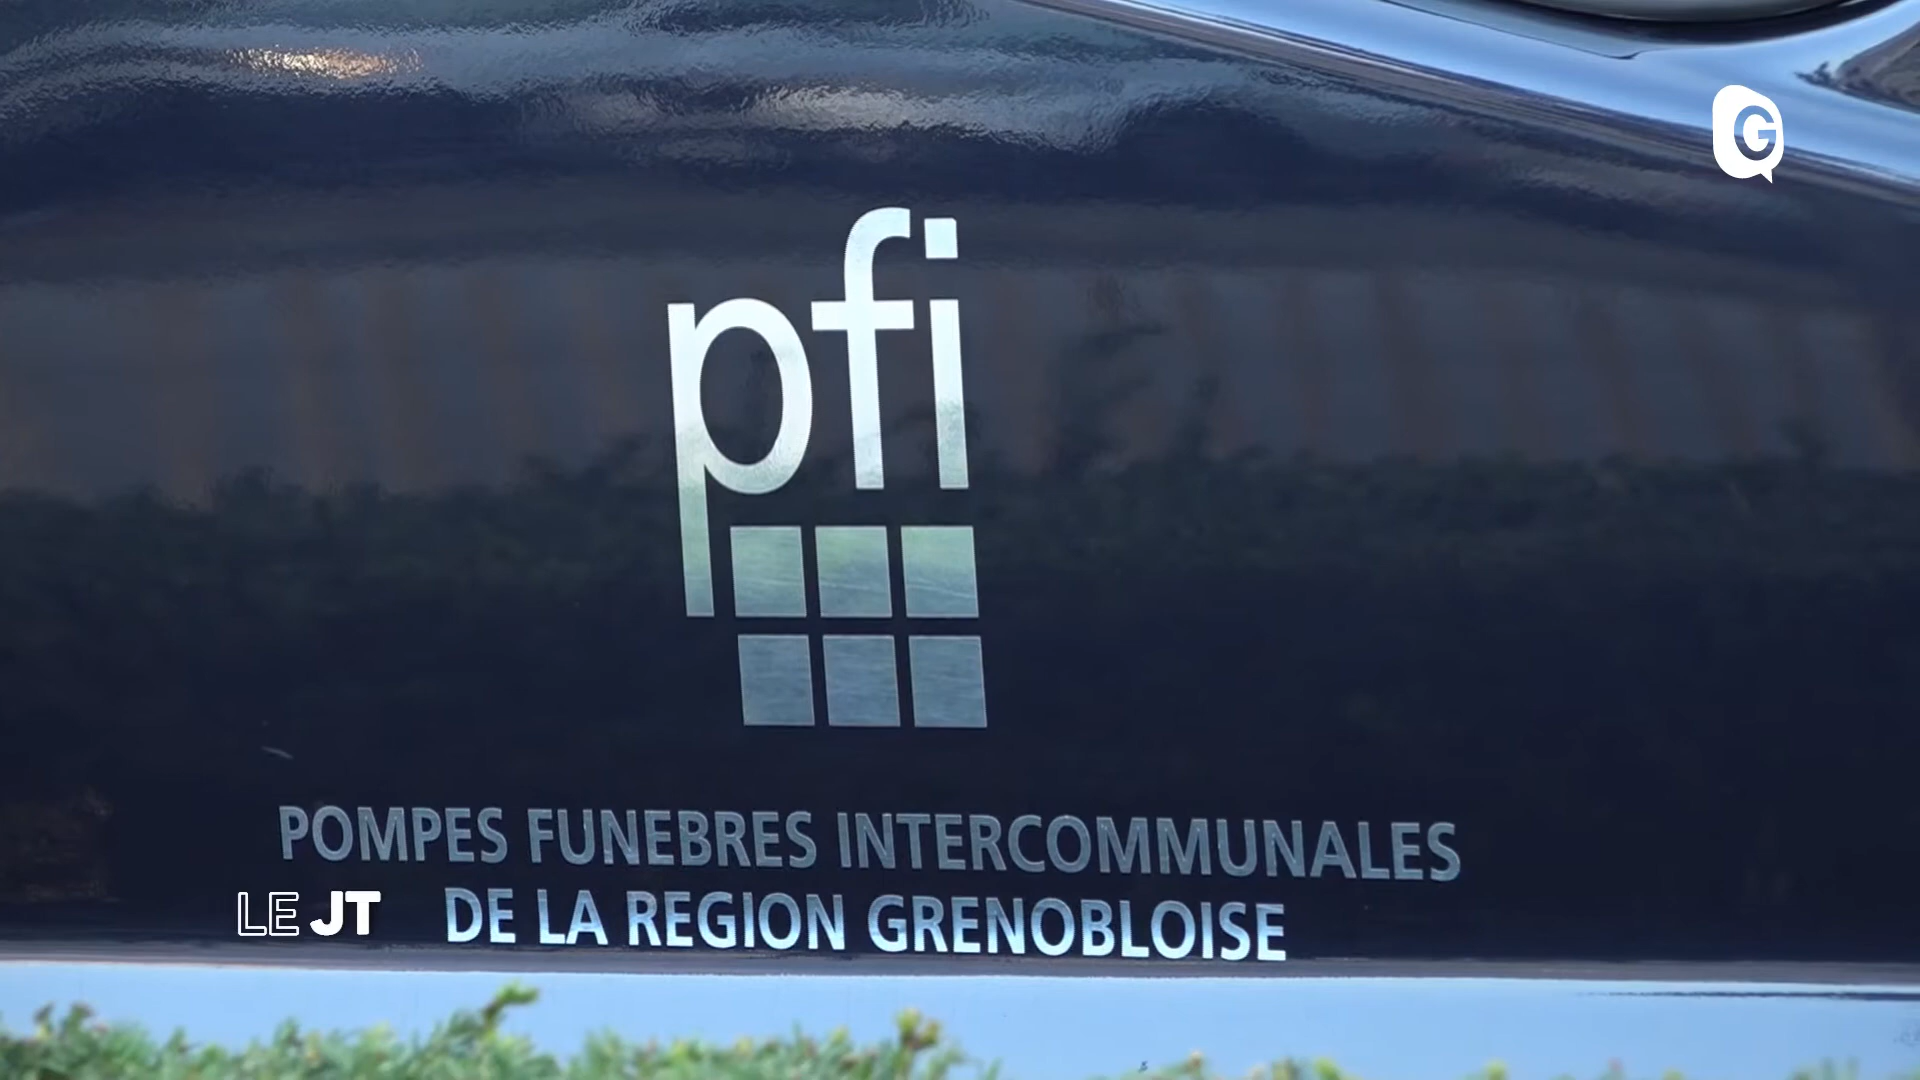 G
pfi
POMPES FUNEBRES INTERCOMMUNALES
DE LA REGION GRENOBLOISE
LE JT